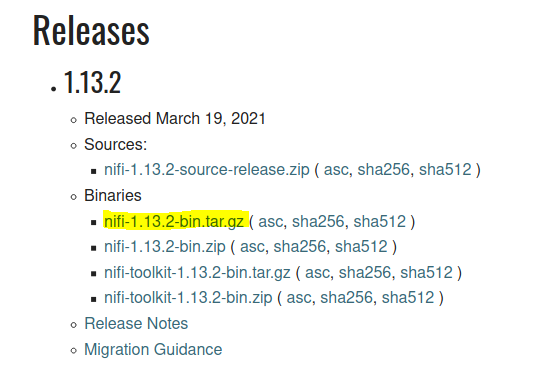 Releases
1.13.2
Released March 19, 2021
Sources:
nifi-1.13.2-source-release.zip ( asc, sha256, sha512 )
Binaries
nifi-1.13.2-bin.tar.gz ( asc, sha256, sha512 )
nifi-1.13.2-bin.zip ( asc, sha256, sha512 )
nifi-toolkit-1.13.2-bin.tar.gz ( asc, sha256, sha512 )
nifi-toolkit-1.13.2-bin.zip ( asc, sha256, sha512 )
Release Notes
Migration Guidance